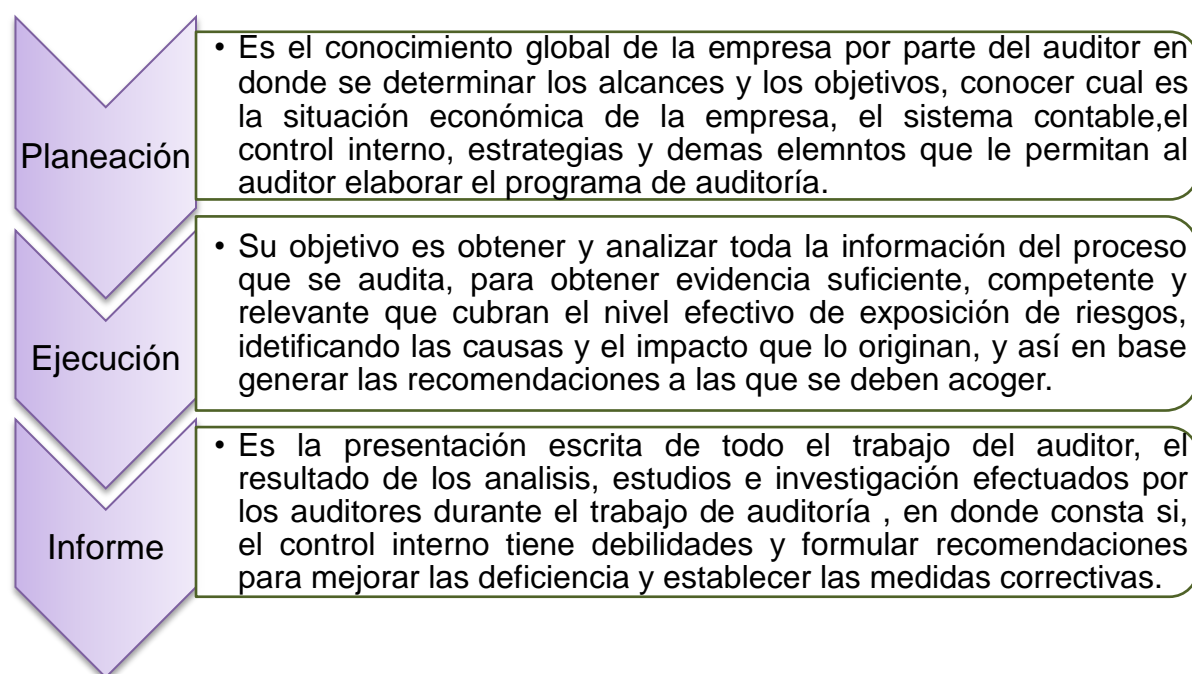 Planeación
• Es el conocimiento global de la empresa por parte del auditor en
donde se determinar los alcances y los objetivos, conocer cual es
la situación económica de la empresa, el sistema contable,el
control interno, estrategias y demas elemntos que le permitan al
auditor elaborar el programa de auditoría.
Ejecución
• Su objetivo es obtener y analizar toda la información del proceso
que se audita, para obtener evidencia suficiente, competente y
relevante que cubran el nivel efectivo de exposición de riesgos,
idetificando las causas y el impacto que lo originan, y así en base
generar las recomendaciones a las que se deben acoger.
Informe
• Es la presentación escrita de todo el trabajo del auditor, el
resultado de los analisis, estudios e investigación efectuados por
los auditores durante el trabajo de auditoría , en donde consta si,
el control interno tiene debilidades y formular recomendaciones
para mejorar las deficiencia y establecer las medidas correctivas.